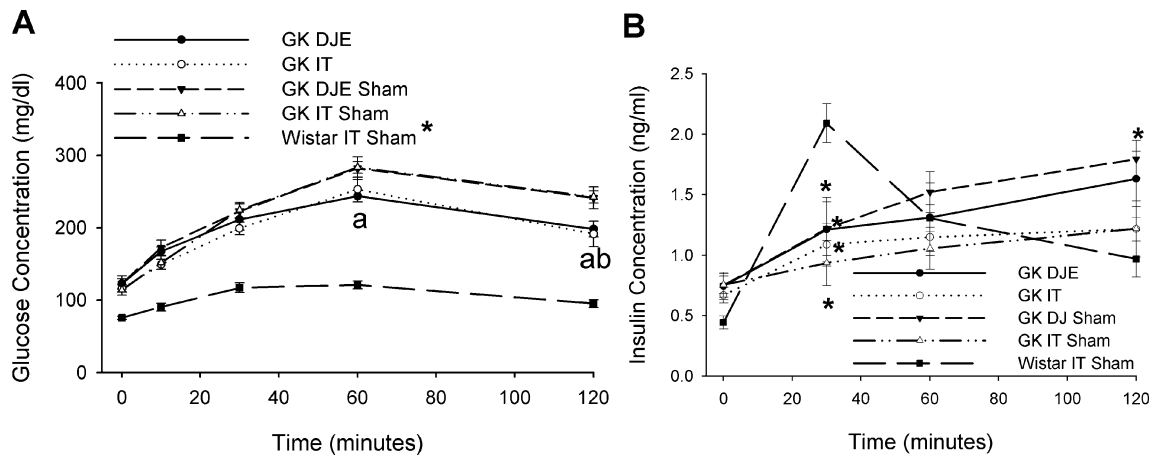 A
GK DJE
GK IT
GK DJE Sham
GK IT Sham
Wistar IT Sham *
Glucose Concentration (mg/dl)
400
300
200
100
0
a
ab
0 20 40 60 80 100 120
Time (minutes)
B
Insulin Concentration (ng/ml)
2.5
2.0
1.5
1.0
0.5
0.0
*
*
*
*
*
GK DJE
GK IT
GK DJ Sham
GK IT Sham
Wistar IT Sham
0 20 40 60 80 100 120
Time (minutes)